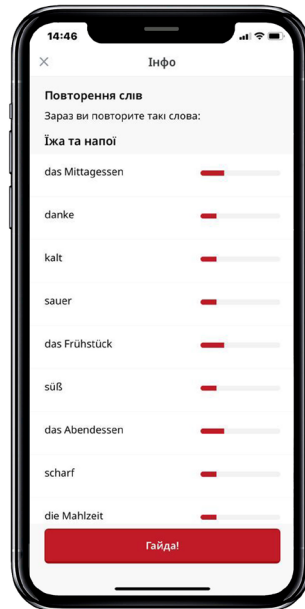 14:46
Інфо
Повторення слів
Зараз ви повторите такі слова:
Їжа та напої
das Mittagessen
danke
kalt
sauer
das Frühstück
süß
das Abendessen
scharf
die Mahlzeit
Гайда!